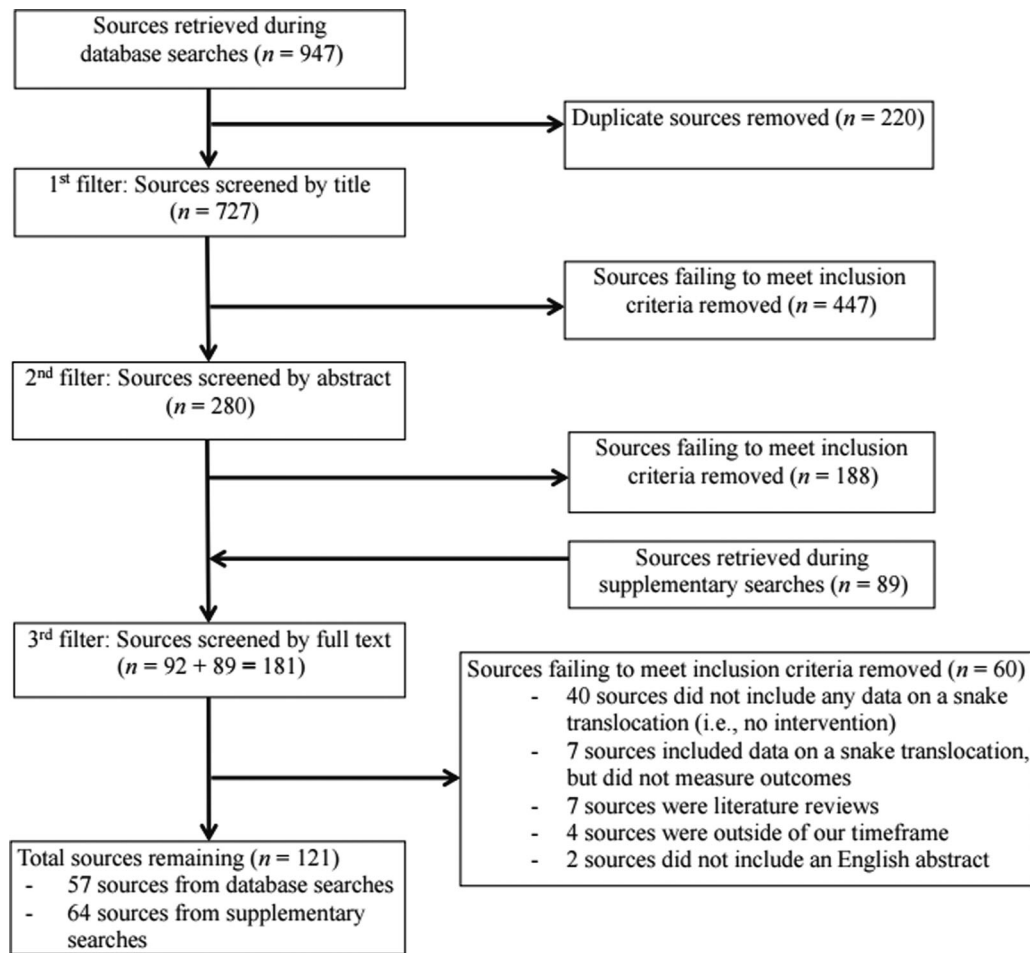 Sources retrieved during
database searches (n = 947)
Duplicate sources removed (n = 220)
1st filter: Sources screened by title
(n = 727)
Sources failing to meet inclusion
criteria removed (n = 447)
2nd filter: Sources screened by abstract
(n = 280)
Sources failing to meet inclusion
criteria removed (n = 188)
Sources retrieved during
supplementary searches (n = 89)
3rd filter: Sources screened by full text
(n = 92 + 89 = 181)
Sources failing to meet inclusion criteria removed (n = 60)
- 40 sources did not include any data on a snake
translocation (i.e., no intervention)
- 7 sources included data on a snake translocation,
but did not measure outcomes
- 7 sources were literature reviews
- 4 sources were outside of our timeframe
- 2 sources did not include an English abstract
Total sources remaining (n = 121)
- 57 sources from database searches
- 64 sources from supplementary
searches